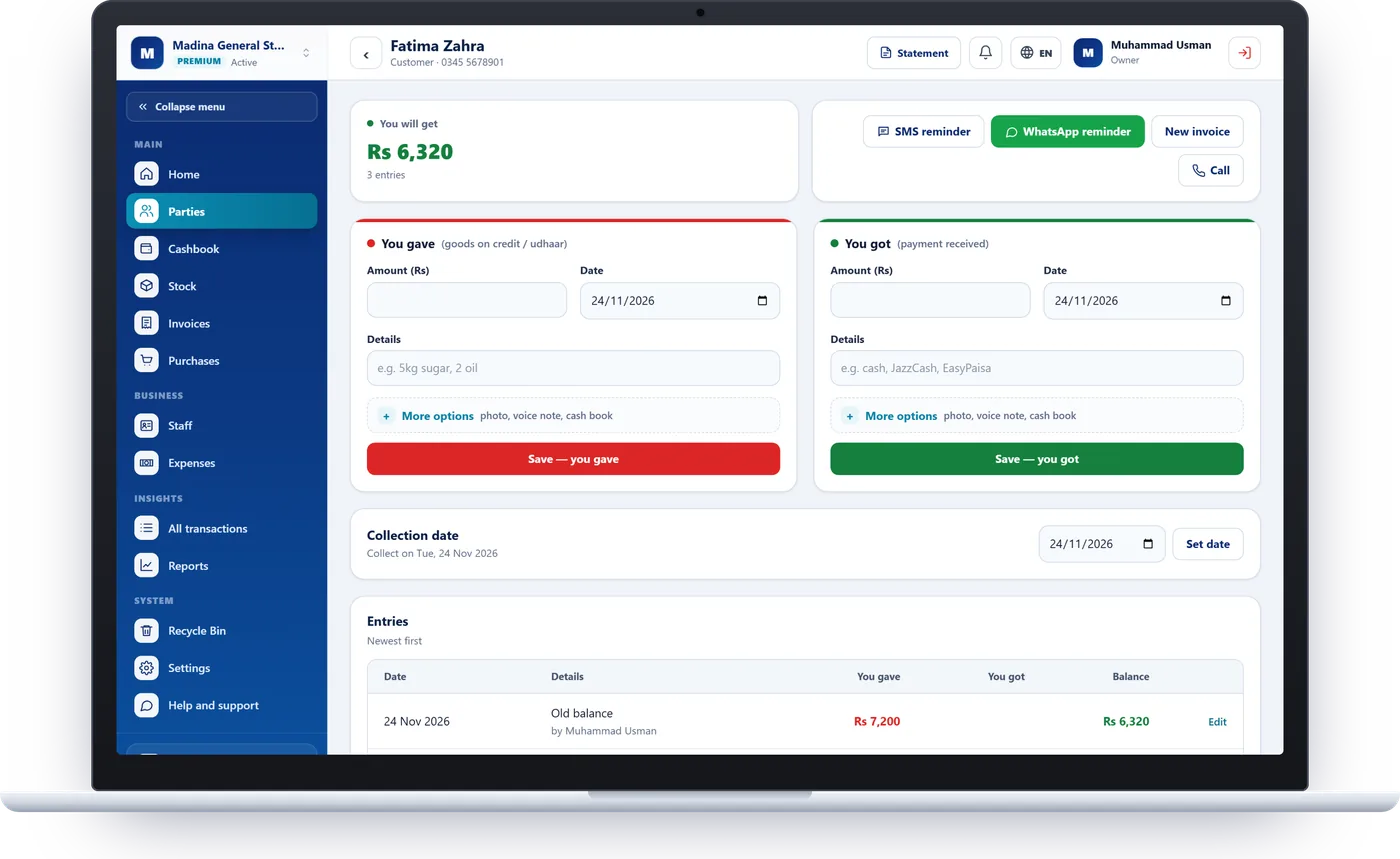 M
Madina General St...
PREMIUM Active
Collapse menu
MAIN
Home
Parties
Cashbook
Stock
Invoices
Purchases
BUSINESS
Staff
Expenses
INSIGHTS
All transactions
Reports
SYSTEM
Recycle Bin
Settings
Help and support
Fatima Zahra
Customer · 0345 5678901
Statement
EN
M
Muhammad Usman
Owner
You will get
Rs 6,320
3 entries
SMS reminder
WhatsApp reminder
New invoice
Call
You gave (goods on credit / udhaar)
Amount (Rs) Date
24/11/2026
Details
e.g. 5kg sugar, 2 oil
+ More options photo, voice note, cash book
Save — you gave
You got (payment received)
Amount (Rs) Date
24/11/2026
Details
e.g. cash, JazzCash, EasyPaisa
+ More options photo, voice note, cash book
Save — you got
Collection date
Collect on Tue, 24 Nov 2026
24/11/2026
Set date
Entries
Newest first
Date Details You gave You got Balance
24 Nov 2026 Old balance Rs 7,200 Rs 6,320 Edit
by Muhammad Usman